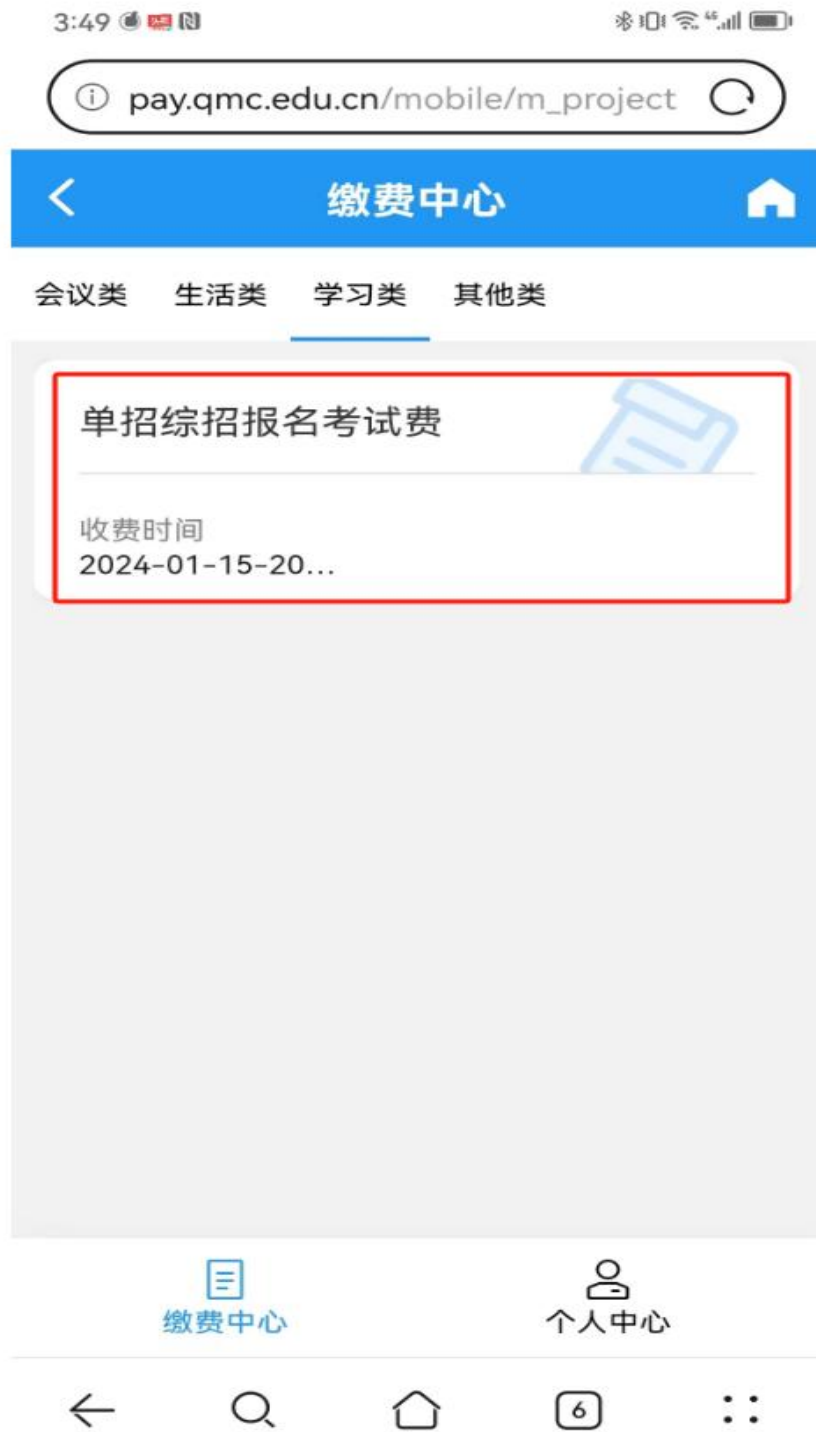 3:49
pay.qmc.edu.cn/mobile/m_project
缴费中心
会议类 生活类 学习类 其他类
单招综招报名考试费
收费时间
2024-01-15-20...
缴费中心 个人中心
6